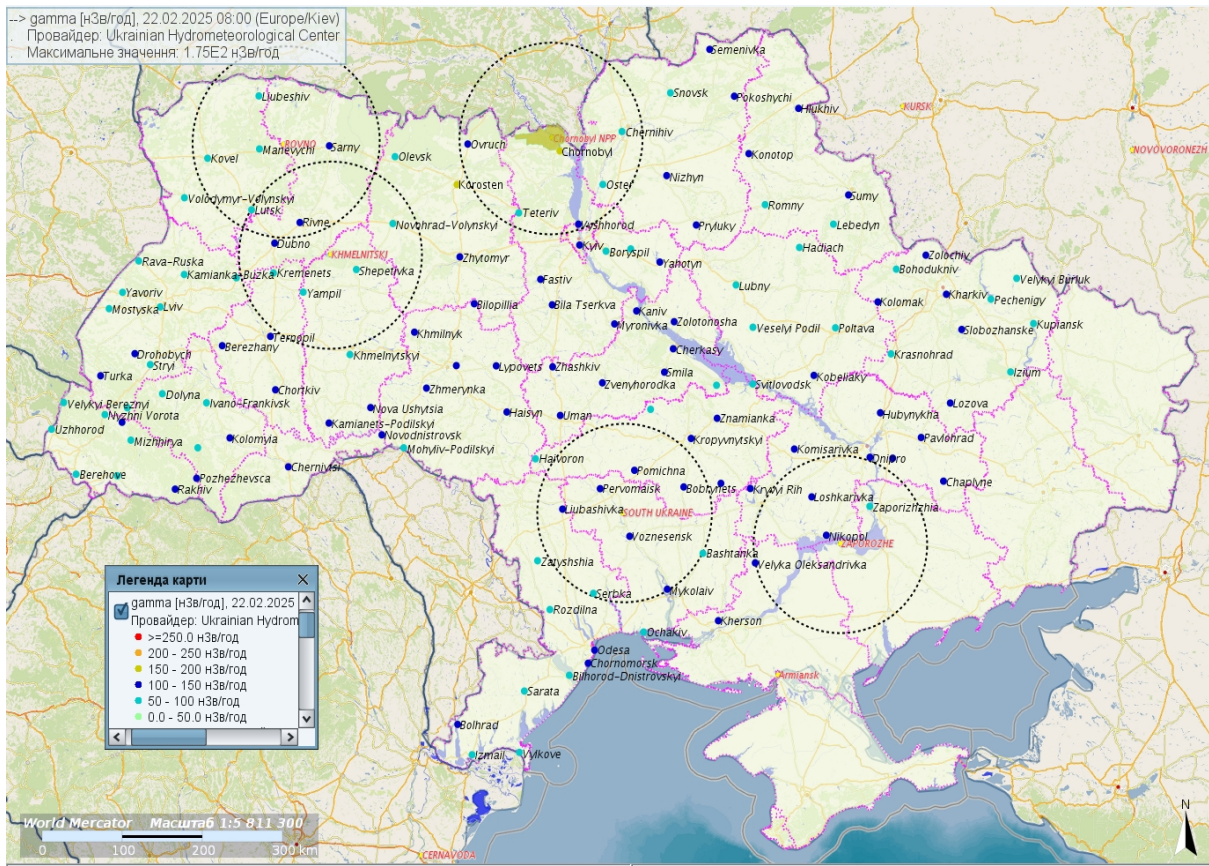 --> gamma [нЗв/год], 22.02.2025 08:00 (Europe/Kiev)
Провайдер: Ukrainian Hydrometeorological Center
Максимальне значення: 1.75E2 нЗв/год
Semenivka
Liubeshiv
Snovsk
Pokoshychi
Hlukhiv
KURSK
ROVNO
Manevychi
Sarny
Ovruch
Chornobyl NPP
Chornobyl
Chernihiv
NOVOVORONEZH
Kovel
Olevsk
Konotop
Korosten
Oster
Nizhyn
Sumy
Volodymyr-Volynskyi
Lutsk
Rivne
Novohrad-Volynskyi
Teteriv
Vyshhorod
Pryluky
Romny
Lebedyn
Dubno
KHMELNITSKI
Kyiv
Boryspil
Hadiach
Zolochiv
Rava-Ruska
Kamianka-Buzka
Kremenets
Shepetivka
Zhytomyr
Yahotyn
Bohodukniv
Yavoriv
Yampil
Fastiv
Lubny
Velykyi Burluk
Mostyska
Lviv
Bilopillia
Bila Tserkva
Kaniv
Kolomak
Kharkiv
Pechenigy
Ternopil
Khmilnyk
Myronivka
Zolotonosha
Veselyi Podil
Poltava
Slobozhanske
Kupiansk
Drohobych
Stryi
Berezhany
Khmelnytskyi
Cherkasy
Krasnohrad
Turka
Lypovets
Zhashkiv
Smila
Kobeliaky
Izium
Dolyna
Chortkiv
Zhmerynka
Zvenyhorodka
Svitlovodsk
Velykyi Bereznyi
Ivano-Frankivsk
Nova Ushytsia
Haisyn
Uman
Znamianka
Hubynykha
Lozova
Nyzhni Vorota
Uzhhorod
Mizhhirya
Kolomyia
Kamianets-Podilskyi
Novodnistrovsk
Kropyvnytskyi
Pavlohrad
Mohyliv-Podilskyi
Haivoron
Komisarivka
Dnipro
Berehove
Rakhiv
Pozhezhevsca
Chernivtsi
Pomichna
Chaplyne
Pervomaisk
Bobrynets
Kryvyi Rih
Loshkarivka
Liubashivka
SOUTH UKRAINE
Zaporizhzhia
Voznesensk
Nikopol
ZAPOROZHE
Zatyshshia
Bashtanka
Velyka Oleksandrivka
Serbka
Mykolaiv
Rozdilna
Kherson
Ochakiv
Odesa
Chornomorsk
Bilhorod-Dnistrovskyi
Armiansk
Sarata
Bolhrad
Izmail
Vylkove
CERNAVODA
Легенда карти
gamma [нЗв/год], 22.02.2025
Провайдер: Ukrainian Hydrom
>=250.0 нЗв/год
200 - 250 нЗв/год
150 - 200 нЗв/год
100 - 150 нЗв/год
50 - 100 нЗв/год
0.0 - 50.0 нЗв/год
World Mercator Масштаб 1:5 811 300
0 100 200 300 km
N